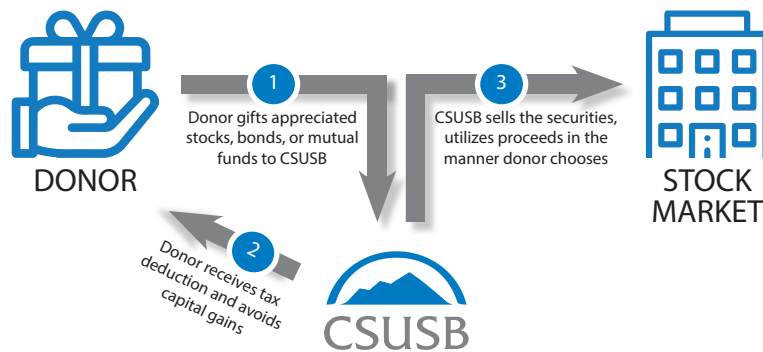 1
Donor gifts appreciated
stocks, bonds, or mutual
funds to CSUSB
3
CSUSB sells the securities,
utilizes proceeds in the
manner donor chooses
DONOR
STOCK
MARKET
2
Donor receives tax
deduction and avoids
capital gains
CSUSB